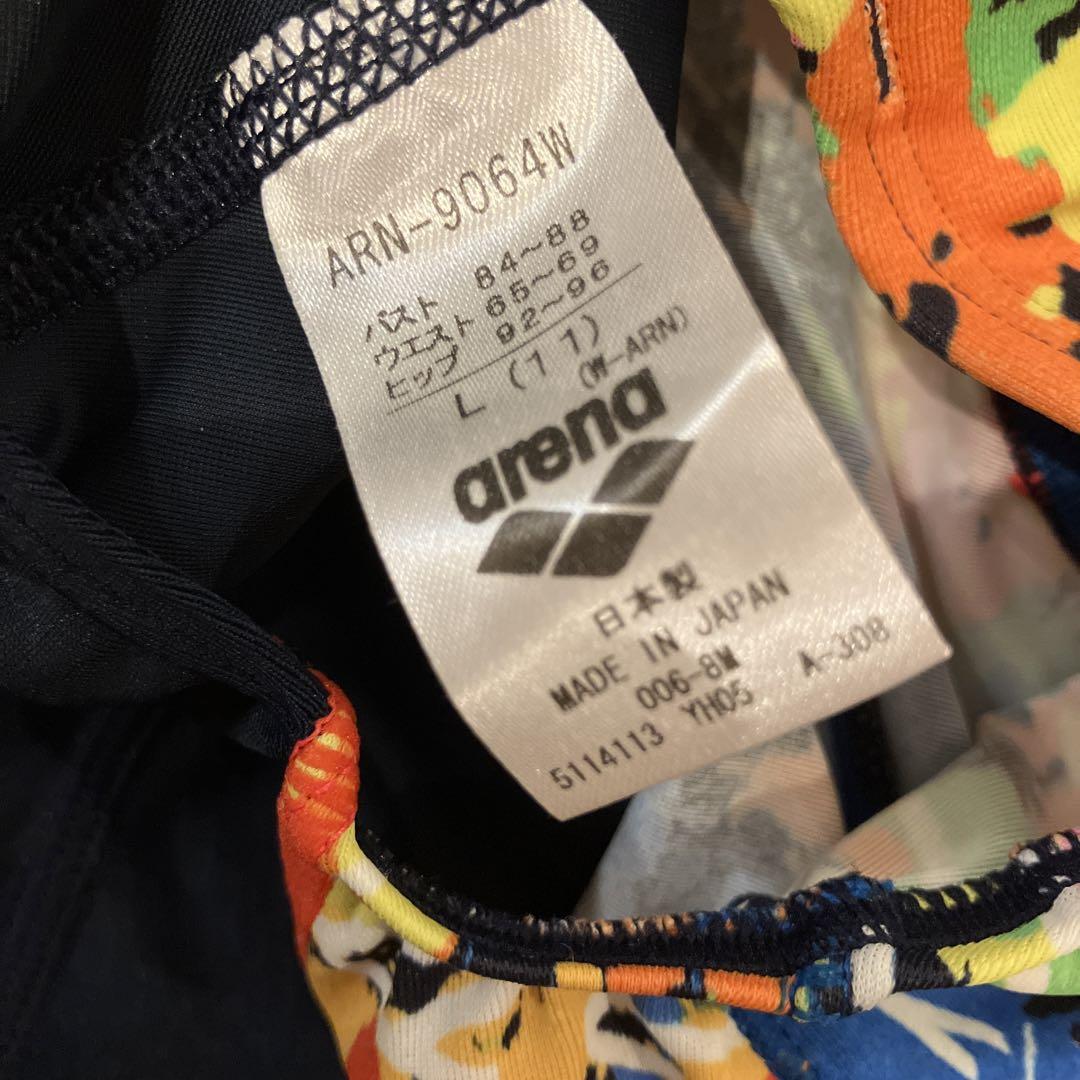 ARN-9064W
バスト 84~88
ウエスト 65~69
ヒップ 92~96
L (11)
(W-ARN)
arena
日本製
MADE IN JAPAN
006-8M A-308
5114113 YH05